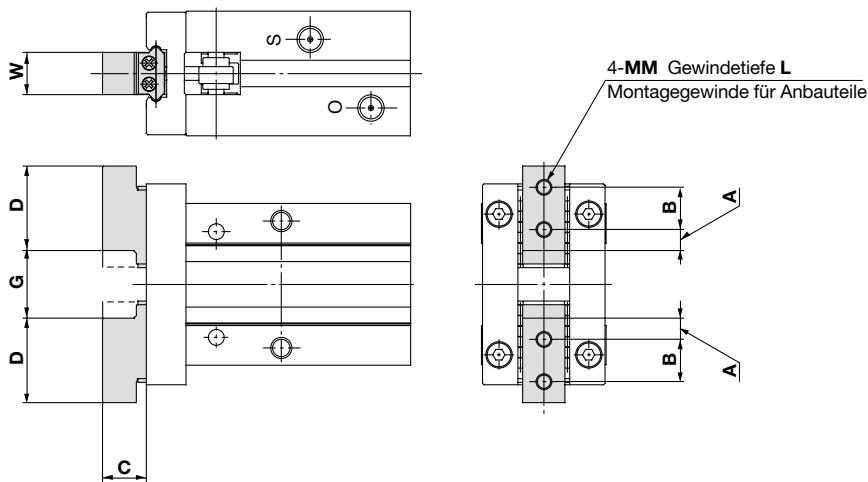 W
S
O
4-MM Gewindetiefe L
Montagegewinde für Anbauteile
D
G
D
C
B
A
B
A